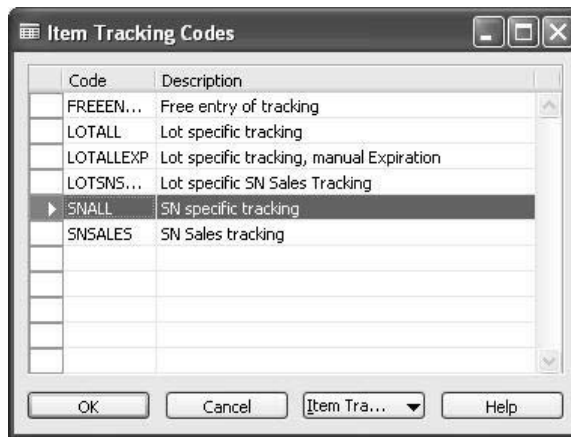 Item Tracking Codes
Code Description
FREEEN... Free entry of tracking
LOTALL Lot specific tracking
LOTALLEXP Lot specific tracking, manual Expiration
LOTSNS... Lot specific SN Sales Tracking
SNALL SN specific tracking
SNSALES SN Sales tracking
OK Cancel Item Tra... Help